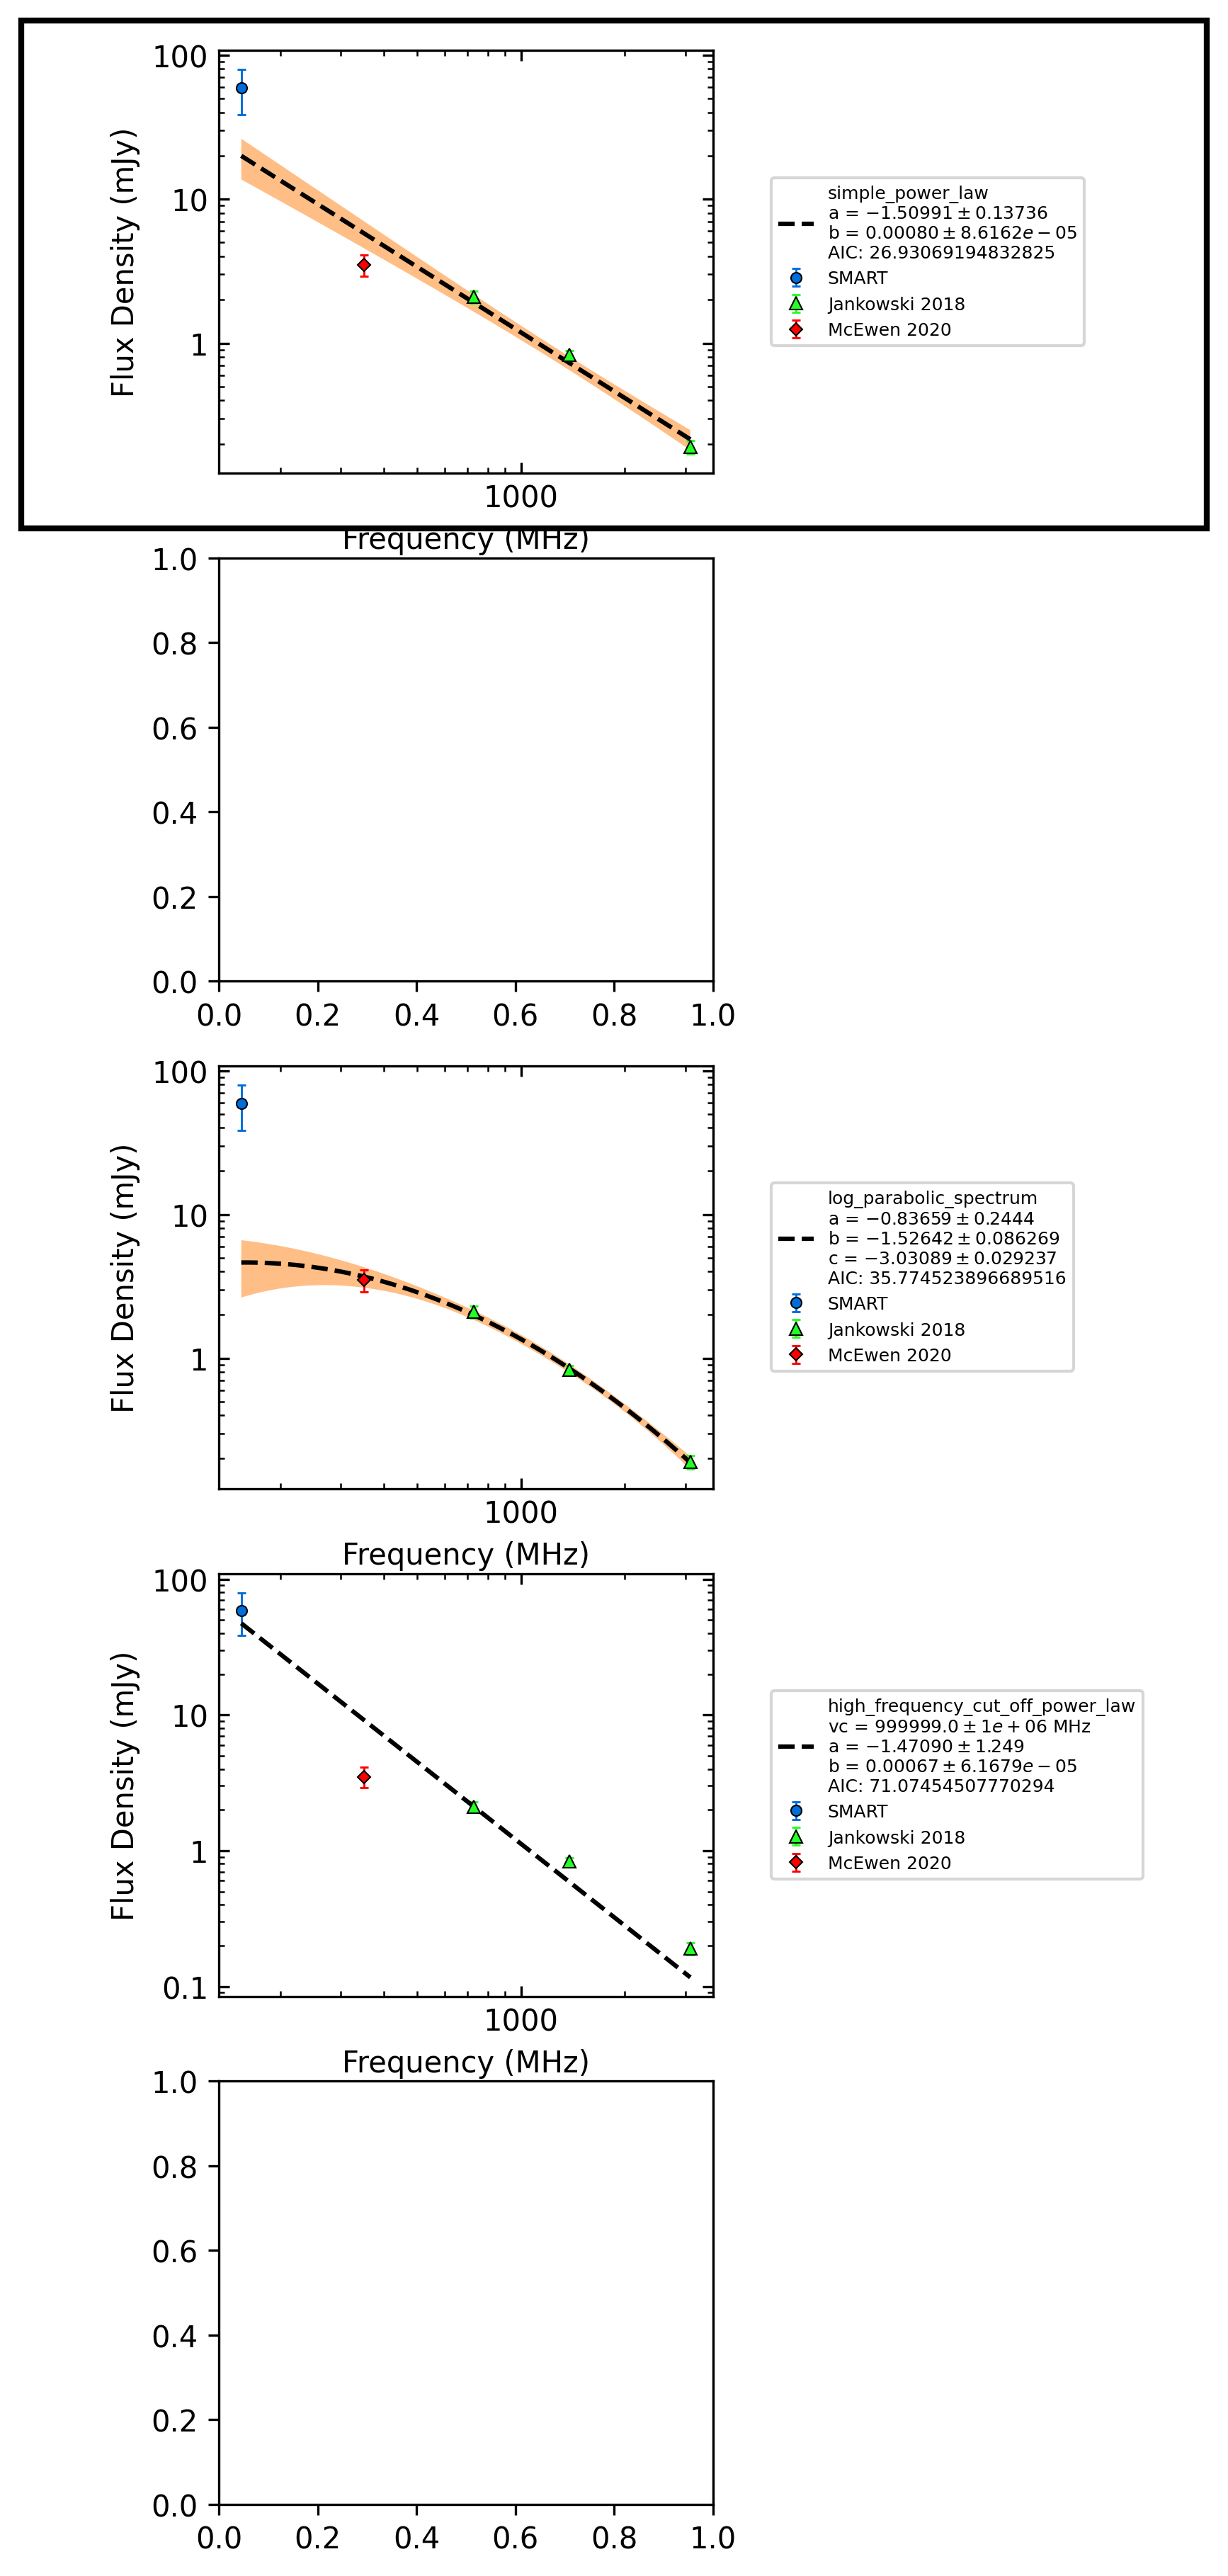 100
10
1
Flux Density (mJy)
1000
Frequency (MHz)
simple_power_law
a = −1.50991 ± 0.13736
b = 0.00080 ± 8.6162e − 05
AIC: 26.93069194832825
SMART
Jankowski 2018
McEwen 2020
1.0
0.8
0.6
0.4
0.2
0.0
0.0 0.2 0.4 0.6 0.8 1.0
100
10
1
Flux Density (mJy)
1000
Frequency (MHz)
log_parabolic_spectrum
a = −0.83659 ± 0.2444
b = −1.52642 ± 0.086269
c = −3.03089 ± 0.029237
AIC: 35.774523896689516
SMART
Jankowski 2018
McEwen 2020
100
10
1
0.1
Flux Density (mJy)
1000
Frequency (MHz)
high_frequency_cut_off_power_law
vc = 999999.0 ± 1e + 06 MHz
a = −1.47090 ± 1.249
b = 0.00067 ± 6.1679e − 05
AIC: 71.07454507770294
SMART
Jankowski 2018
McEwen 2020
1.0
0.8
0.6
0.4
0.2
0.0
0.0 0.2 0.4 0.6 0.8 1.0